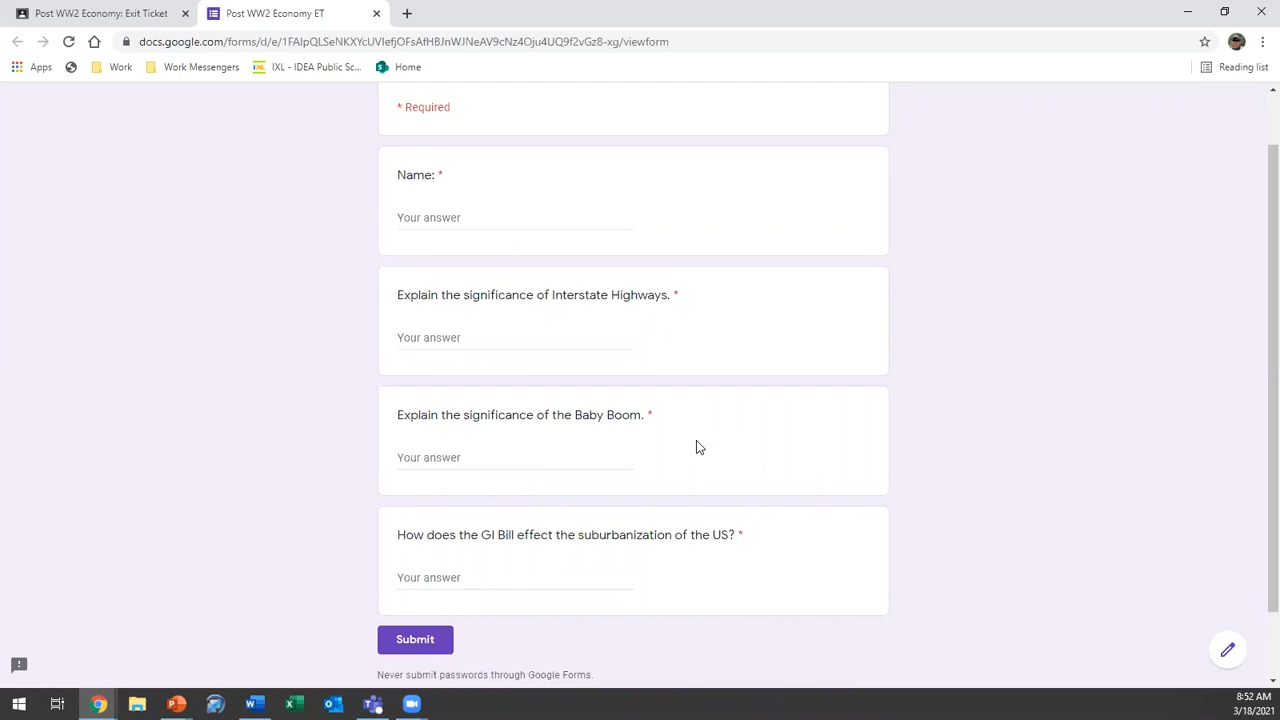 Post WW2 Economy: Exit Ticket
Post WW2 Economy ET
docs.google.com/forms/d/e/1FAIpQLSeNKXYcUVIefjOFsAfHBJnWJNeAV9cNz4Oju4UQ9f2vGz8-xg/viewform
Apps
Work
Work Messengers
IXL - IDEA Public Sc...
Home
Reading list
* Required
Name: *
Your answer
Explain the significance of Interstate Highways. *
Your answer
Explain the significance of the Baby Boom. *
Your answer
How does the GI Bill effect the suburbanization of the US? *
Your answer
Submit
Never submit passwords through Google Forms.
8:52 AM
3/18/2021